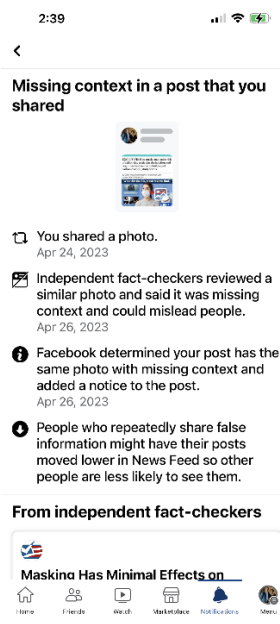 2:39
Missing context in a post that you
shared
You shared a photo.
Apr 24, 2023
Independent fact-checkers reviewed a
similar photo and said it was missing
context and could mislead people.
Apr 26, 2023
Facebook determined your post has the
same photo with missing context and
added a notice to the post.
Apr 26, 2023
People who repeatedly share false
information might have their posts
moved lower in News Feed so other
people are less likely to see them.
From independent fact-checkers
Masking Has Minimal Effects on
Home Friends Watch Marketplace Notifications Menu